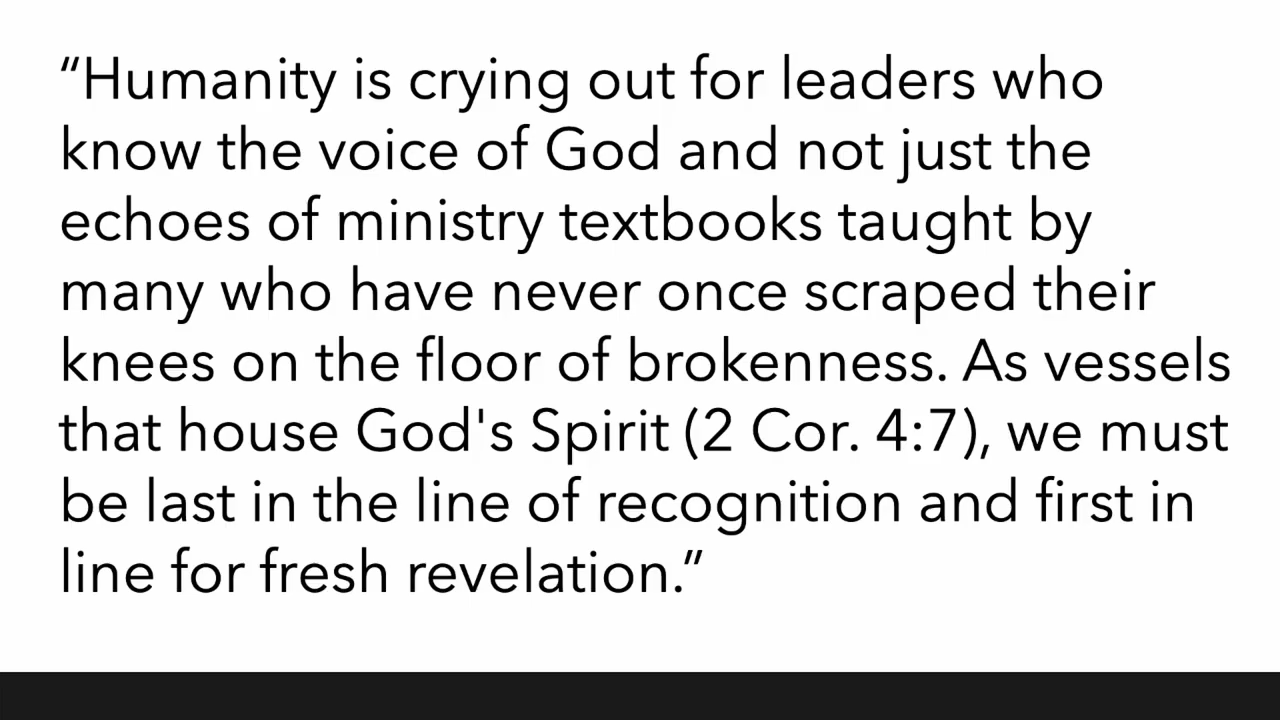 “Humanity is crying out for leaders who
know the voice of God and not just the
echoes of ministry textbooks taught by
many who have never once scraped their
knees on the floor of brokenness. As vessels
that house God's Spirit (2 Cor. 4:7), we must
be last in the line of recognition and first in
line for fresh revelation.”